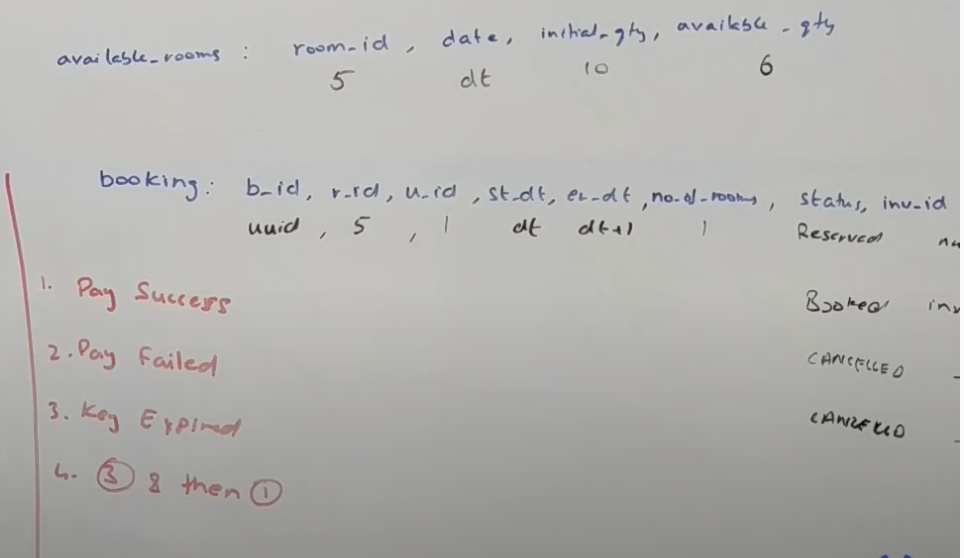 available_rooms : room_id , date, initial_qty, available_qty
5 dt 10 6
booking: b_id, r_id, u_id, st_dt, en_dt, no_of_rooms, status, inv_id
uuid , 5 , 1 dt dt+1 1 Reserved
1. Pay Success Booked inv
2. Pay Failed CANCELLED -
3. Key Expired CANCELLED -
4. ③ & then ①